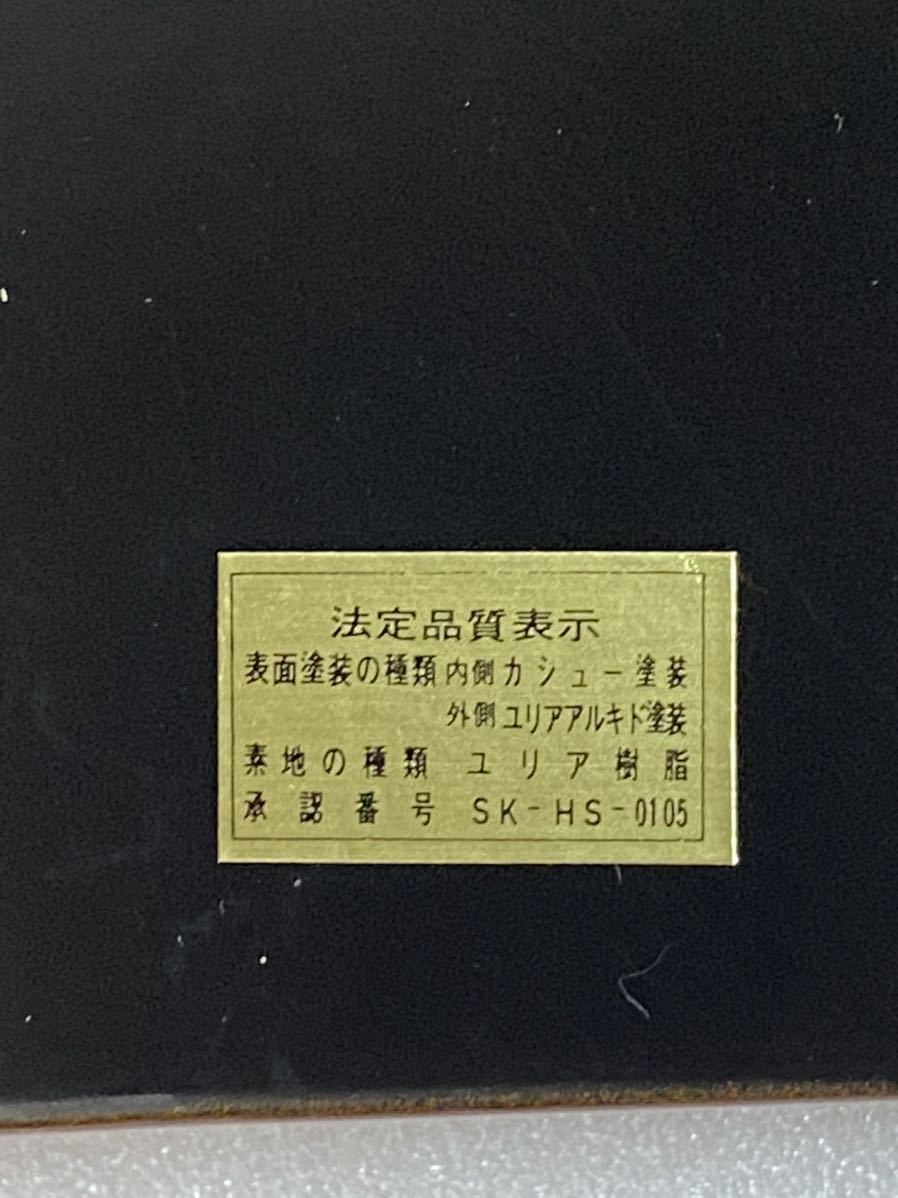 法定品質表示
表面塗装の種類 内側 カシュー塗装
外側 ユリアアルキド塗装
素地の種類 ユリア樹脂
承認番号 SK-HS-0105